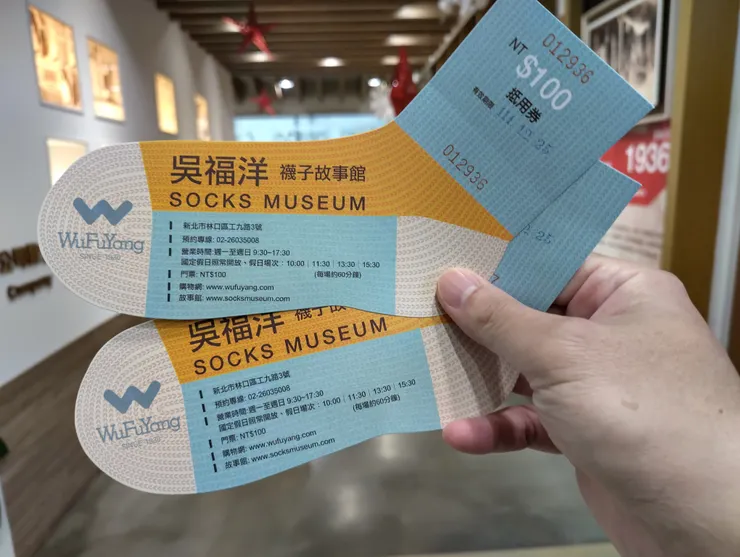 012936
NT
$100
抵用券
有效期限
012936
吳福洋 襪子故事館
SOCKS MUSEUM
WuFuYang
新北市林口區工九路3號
預約專線: 02-26035008
營業時間: 週一至週日 9:30~17:30
國定假日照常開放、假日場次:10:00│11:30│13:30│15:30
(每場約60分鐘)
門票: NT$100
購物網: www.wufuyang.com
故事館: www.socksmuseum.com
1936
25
吳福洋 襪子故
SOCKS MUSEUM
WuFuYang
新北市林口區工九路3號
預約專線: 02-26035008
營業時間: 週一至週日 9:30~17:30
國定假日照常開放、假日場次:10:00│11:30│13:30│15:30
(每場約60分鐘)
門票: NT$100
購物網: www.wufuyang.com
故事館: www.socksmuseum.com
Company